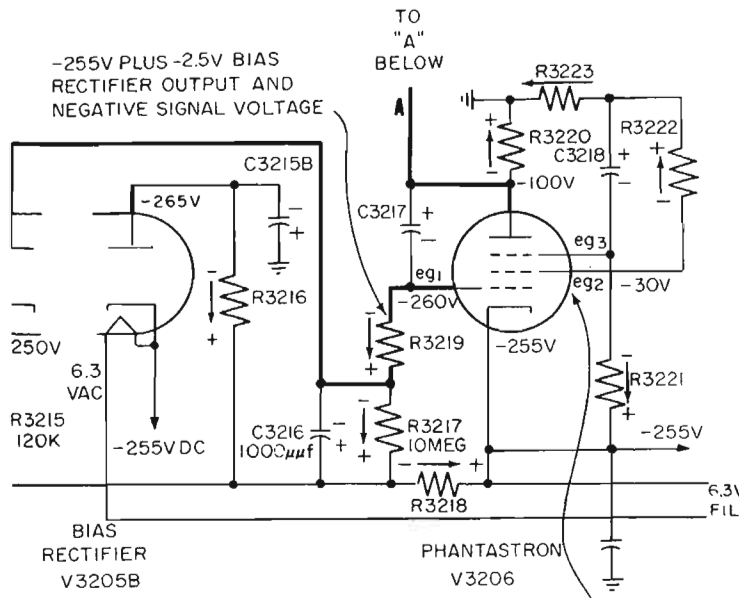 TO
"A"
BELOW
-255V PLUS -2.5V BIAS
RECTIFIER OUTPUT AND
NEGATIVE SIGNAL VOLTAGE
A
R3223
R3220
C3218
R3222
C3215B
-265V
-100V
C3217
eg3
eg2
-30V
eg1
-260V
R3216
R3219
-255V
250V
6.3
VAC
R3221
R3215
120K
-255V DC
C3216
1000µµf
R3217
10MEG
-255V
R3218
6.3V
FIL
BIAS
RECTIFIER
V3205B
PHANTASTRON
V3206